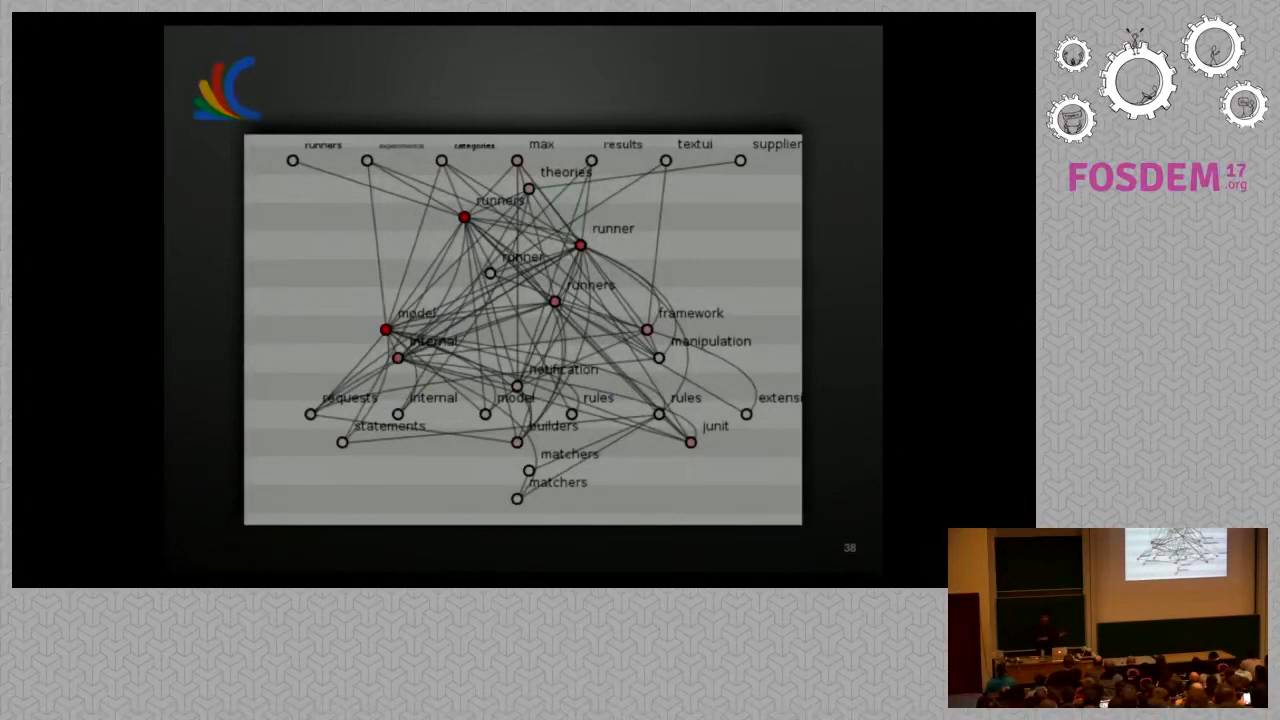 runners experimental categories max results textui supplier
theories
runners
runner
runner
runners
model framework
internal manipulation
notification
requests internal model rules rules extensi
statements builders junit
matchers
matchers
38
FOSDEM 17 .org